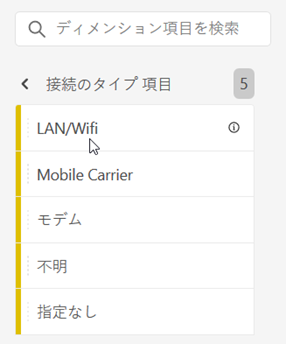 ディメンション項目を検索
接続のタイプ 項目 5
LAN/Wifi
Mobile Carrier
モデム
不明
指定なし